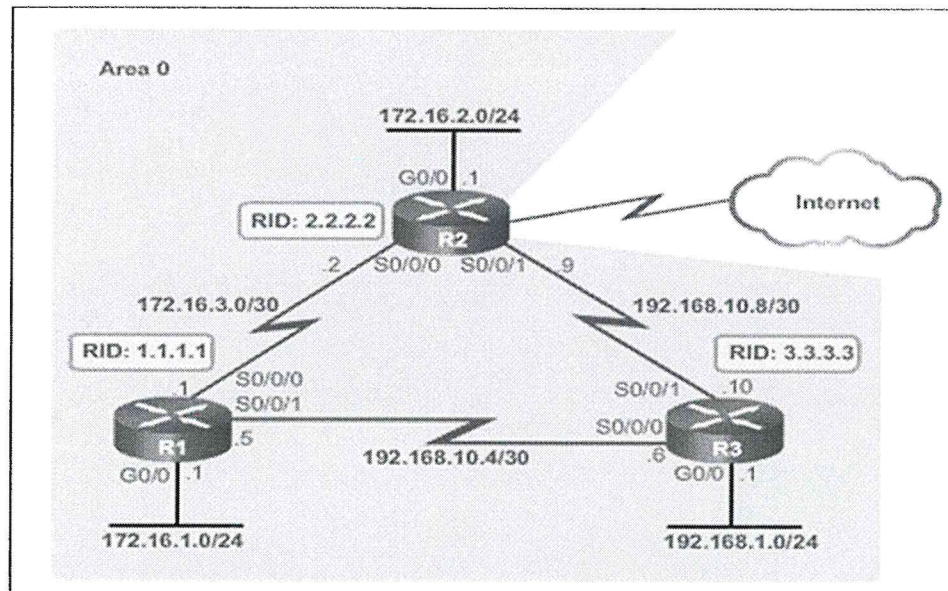 Area 0
172.16.2.0/24
G0/0 .1
Internet
RID: 2.2.2.2
R2
.2 S0/0/0 S0/0/1 .9
172.16.3.0/30
192.168.10.8/30
RID: 1.1.1.1
RID: 3.3.3.3
.1 S0/0/0
S0/0/1 .10
S0/0/1
S0/0/0
R1
.5
R3
192.168.10.4/30
.6
G0/0 .1
G0/0 .1
172.16.1.0/24
192.168.1.0/24